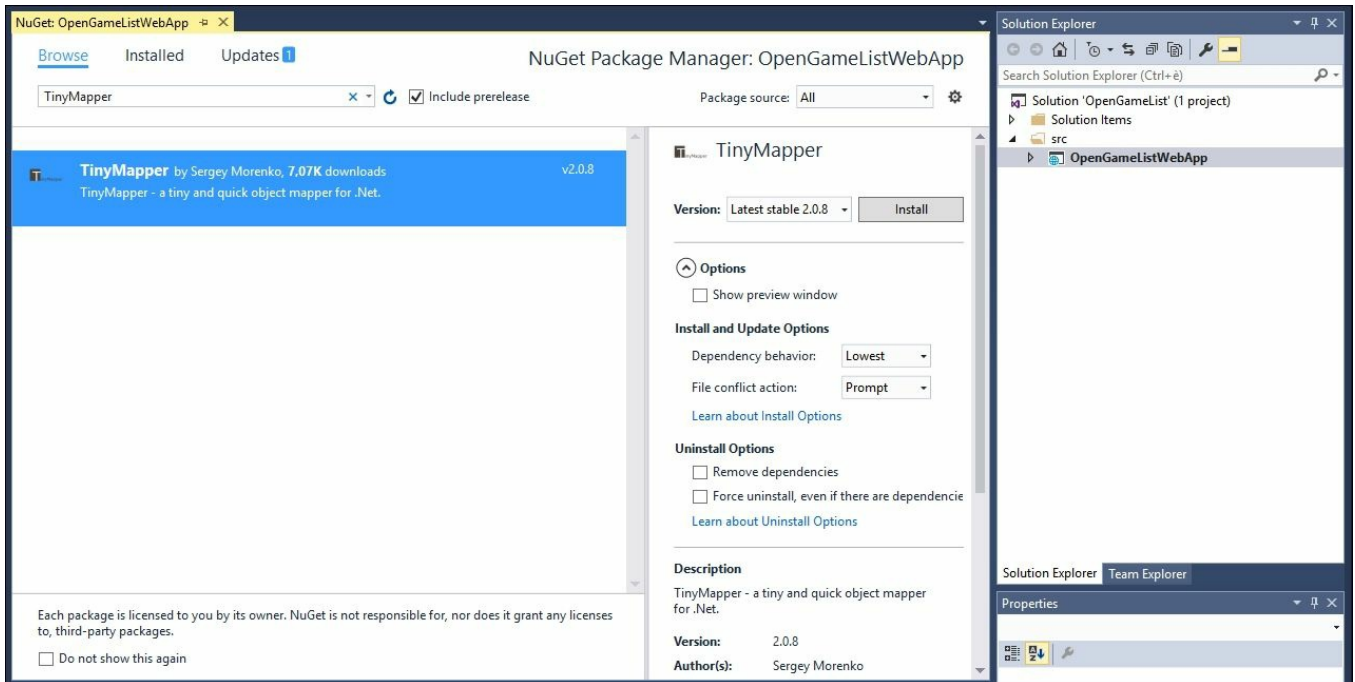 NuGet: OpenGameListWebApp
Browse Installed Updates 1
NuGet Package Manager: OpenGameListWebApp
TinyMapper
Include prerelease
Package source: All
TinyMapper by Sergey Morenko, 7,07K downloads v2.0.8
TinyMapper - a tiny and quick object mapper for .Net.
Each package is licensed to you by its owner. NuGet is not responsible for, nor does it grant any licenses
to, third-party packages.
Do not show this again
TinyMapper
Version: Latest stable 2.0.8 Install
Options
Show preview window
Install and Update Options
Dependency behavior: Lowest
File conflict action: Prompt
Learn about Install Options
Uninstall Options
Remove dependencies
Force uninstall, even if there are dependencie
Learn about Uninstall Options
Description
TinyMapper - a tiny and quick object mapper
for .Net.
Version: 2.0.8
Author(s): Sergey Morenko
Solution Explorer
Search Solution Explorer (Ctrl+è)
Solution 'OpenGameList' (1 project)
Solution Items
src
OpenGameListWebApp
Solution Explorer Team Explorer
Properties